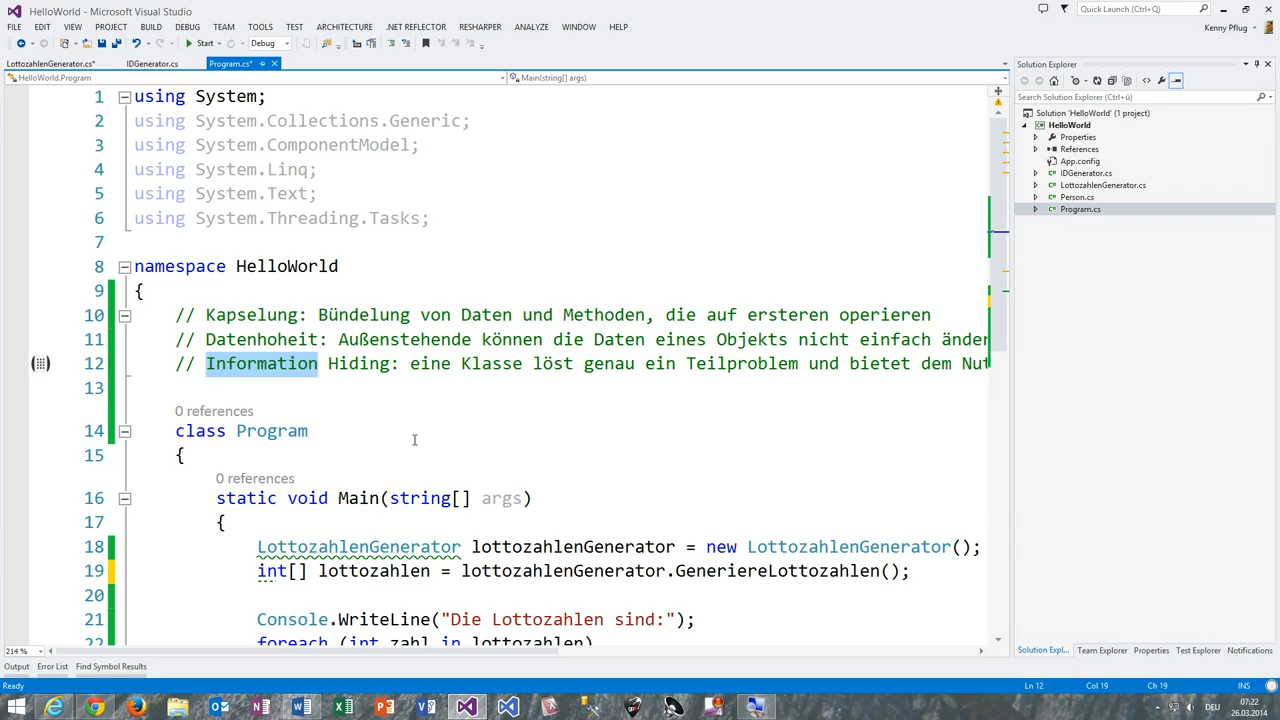 HelloWorld - Microsoft Visual Studio
Quick Launch (Ctrl+Q)
FILE EDIT VIEW PROJECT BUILD DEBUG TEAM TOOLS TEST ARCHITECTURE .NET REFLECTOR RESHARPER ANALYZE WINDOW HELP
Kenny Pflug
Start Debug
LottozahlenGenerator.cs* IDGenerator.cs Program.cs*
HelloWorld.Program Main(string[] args)
1 using System;
2 using System.Collections.Generic;
3 using System.ComponentModel;
4 using System.Linq;
5 using System.Text;
6 using System.Threading.Tasks;
7
8 namespace HelloWorld
9 {
10 // Kapselung: Bündelung von Daten und Methoden, die auf ersteren operieren
11 // Datenhoheit: Außenstehende können die Daten eines Objekts nicht einfach änder
12 // Information Hiding: eine Klasse löst genau ein Teilproblem und bietet dem Nut
13
0 references
14 class Program
15 {
0 references
16 static void Main(string[] args)
17 {
18 LottozahlenGenerator lottozahlenGenerator = new LottozahlenGenerator();
19 int[] lottozahlen = lottozahlenGenerator.GeneriereLottozahlen();
20
21 Console.WriteLine("Die Lottozahlen sind:");
22 foreach (int zahl in lottozahlen)
214 %
Solution Explorer
Search Solution Explorer (Ctrl+ü)
Solution 'HelloWorld' (1 project)
HelloWorld
Properties
References
App.config
IDGenerator.cs
LottozahlenGenerator.cs
Person.cs
Program.cs
Solution Expl... Team Explorer Properties Test Explorer Notifications
Output Error List Find Symbol Results
Ready Ln 12 Col 19 Ch 19 INS
DEU
07:22
26.03.2014